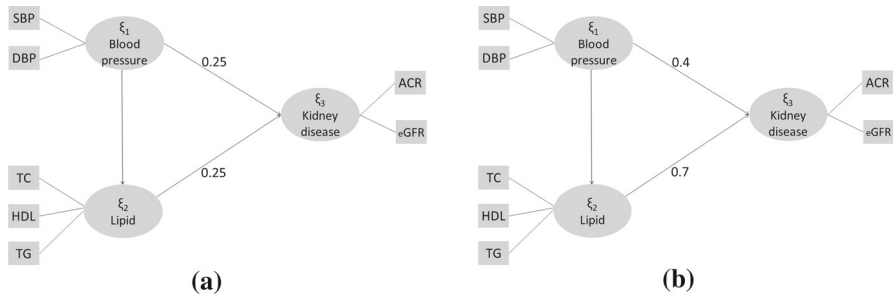 SBP
DBP
ξ₁
Blood
pressure
0.25
ξ₃
Kidney
disease
ACR
eGFR
0.25
TC
HDL
TG
ξ₂
Lipid
(a)
SBP
DBP
ξ₁
Blood
pressure
0.4
ξ₃
Kidney
disease
ACR
eGFR
0.7
TC
HDL
TG
ξ₂
Lipid
(b)